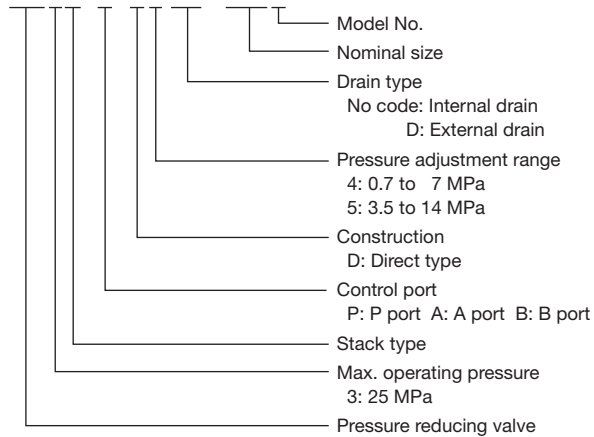 Model No.
Nominal size
Drain type
No code: Internal drain
D: External drain
Pressure adjustment range
4: 0.7 to 7 MPa
5: 3.5 to 14 MPa
Construction
D: Direct type
Control port
P: P port A: A port B: B port
Stack type
Max. operating pressure
3: 25 MPa
Pressure reducing valve